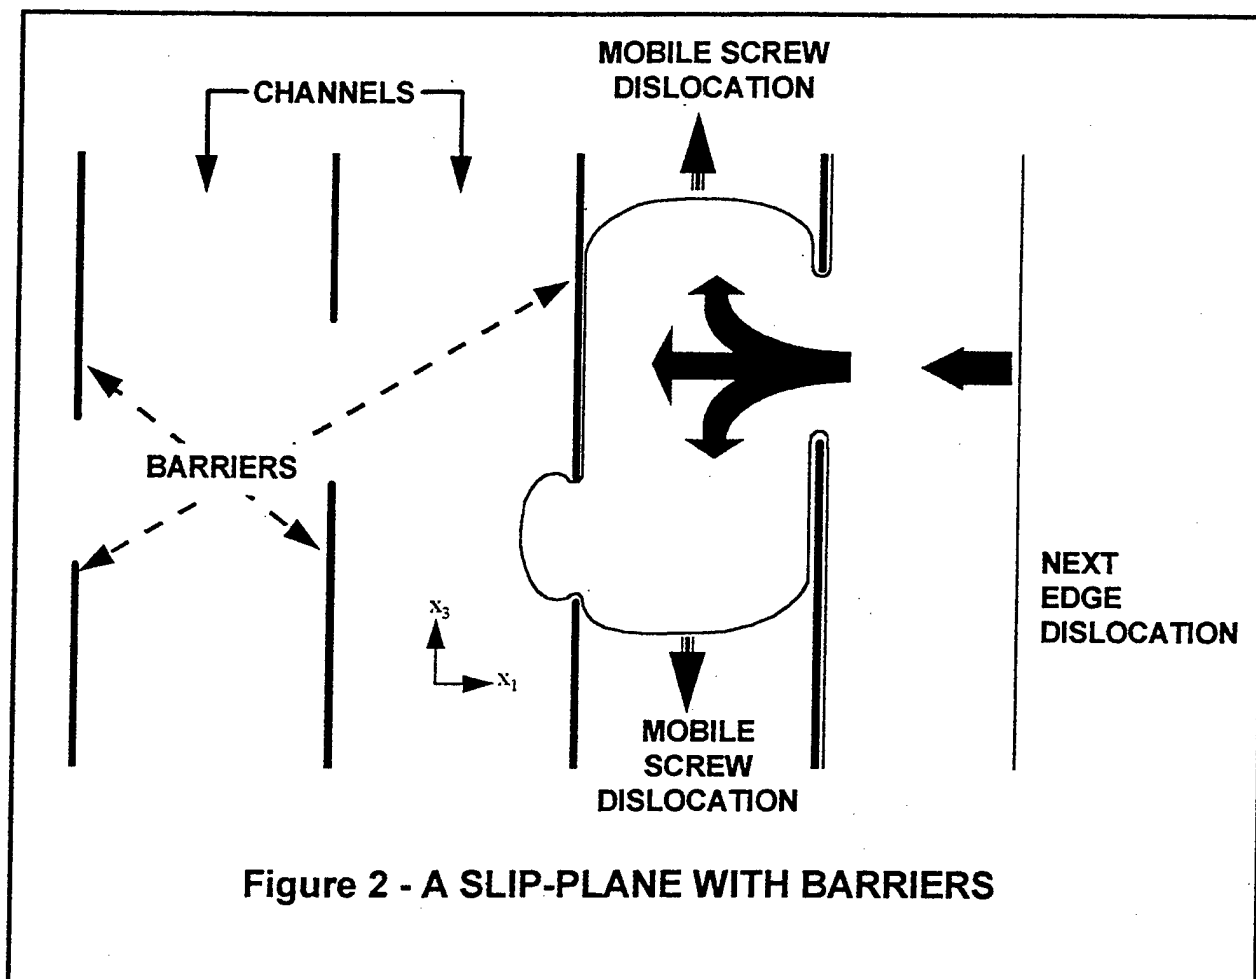 MOBILE SCREW
DISLOCATION
CHANNELS
BARRIERS
NEXT
EDGE
DISLOCATION
x3
x1
MOBILE
SCREW
DISLOCATION
Figure 2 - A SLIP-PLANE WITH BARRIERS